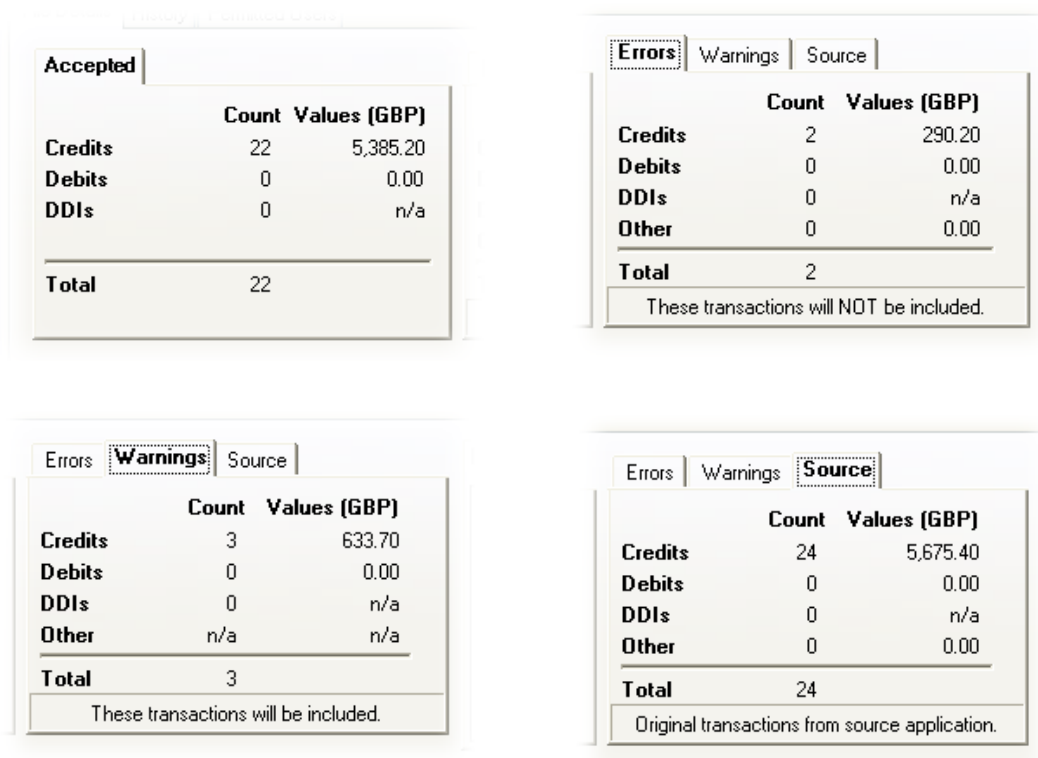 History Permitted Users
Accepted
Count Values (GBP)
Credits 22 5,385.20
Debits 0 0.00
DDIs 0 n/a
Total 22
Errors Warnings Source
Count Values (GBP)
Credits 2 290.20
Debits 0 0.00
DDIs 0 n/a
Other 0 0.00
Total 2
These transactions will NOT be included.
Errors Warnings Source
Count Values (GBP)
Credits 3 633.70
Debits 0 0.00
DDIs 0 n/a
Other n/a n/a
Total 3
These transactions will be included.
Errors Warnings Source
Count Values (GBP)
Credits 24 5,675.40
Debits 0 0.00
DDIs 0 n/a
Other 0 0.00
Total 24
Original transactions from source application.